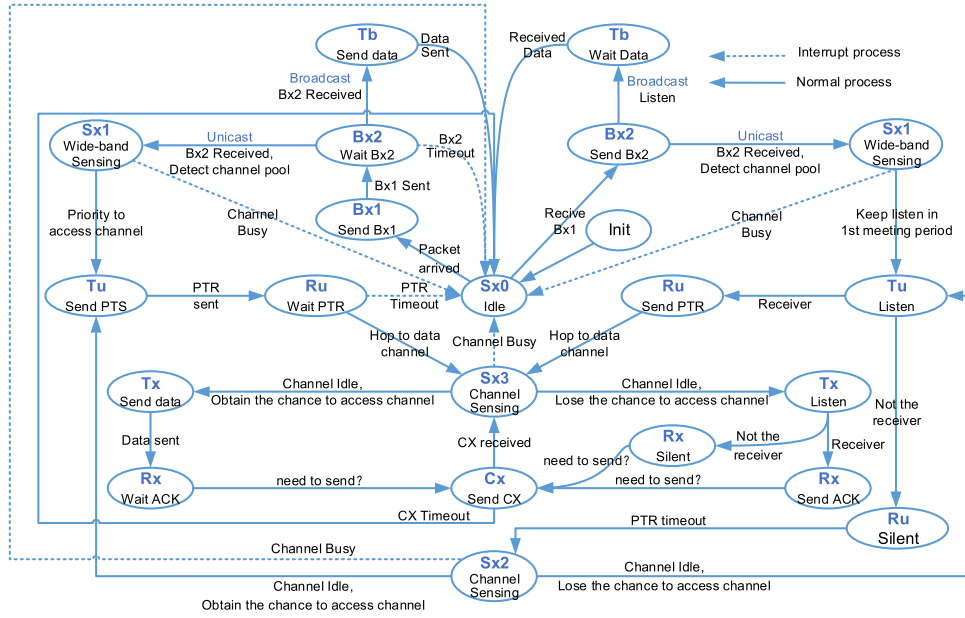 Tb
Send data
Data
Sent
Received
Data
Tb
Wait Data
Interrupt process
Normal process
Broadcast
Bx2 Received
Broadcast
Listen
Sx1
Wide-band
Sensing
Unicast
Bx2 Received,
Detect channel pool
Bx2
Wait Bx2
Bx2
Timeout
Bx2
Send Bx2
Unicast
Bx2 Received,
Detect channel pool
Sx1
Wide-band
Sensing
Bx1 Sent
Priority to
access channel
Channel
Busy
Bx1
Send Bx1
Packet
arrived
Recive
Bx1
Init
Channel
Busy
Keep listen in
1st meeting period
Tu
Send PTS
PTR
sent
Ru
Wait PTR
PTR
Timeout
Sx0
Idle
Ru
Send PTR
Receiver
Tu
Listen
Hop to data
channel
Channel Busy
Hop to data
channel
Tx
Send data
Channel Idle,
Obtain the chance to access channel
Sx3
Channel
Sensing
Channel Idle,
Lose the chance to access channel
Tx
Listen
Not the
receiver
Data sent
CX received
Rx
Silent
Not the
receiver
Receiver
Rx
Wait ACK
need to send?
Cx
Send CX
need to send?
need to send?
Rx
Send ACK
CX Timeout
PTR timeout
Ru
Silent
Channel Busy
Sx2
Channel
Sensing
Channel Idle,
Obtain the chance to access channel
Channel Idle,
Lose the chance to access channel